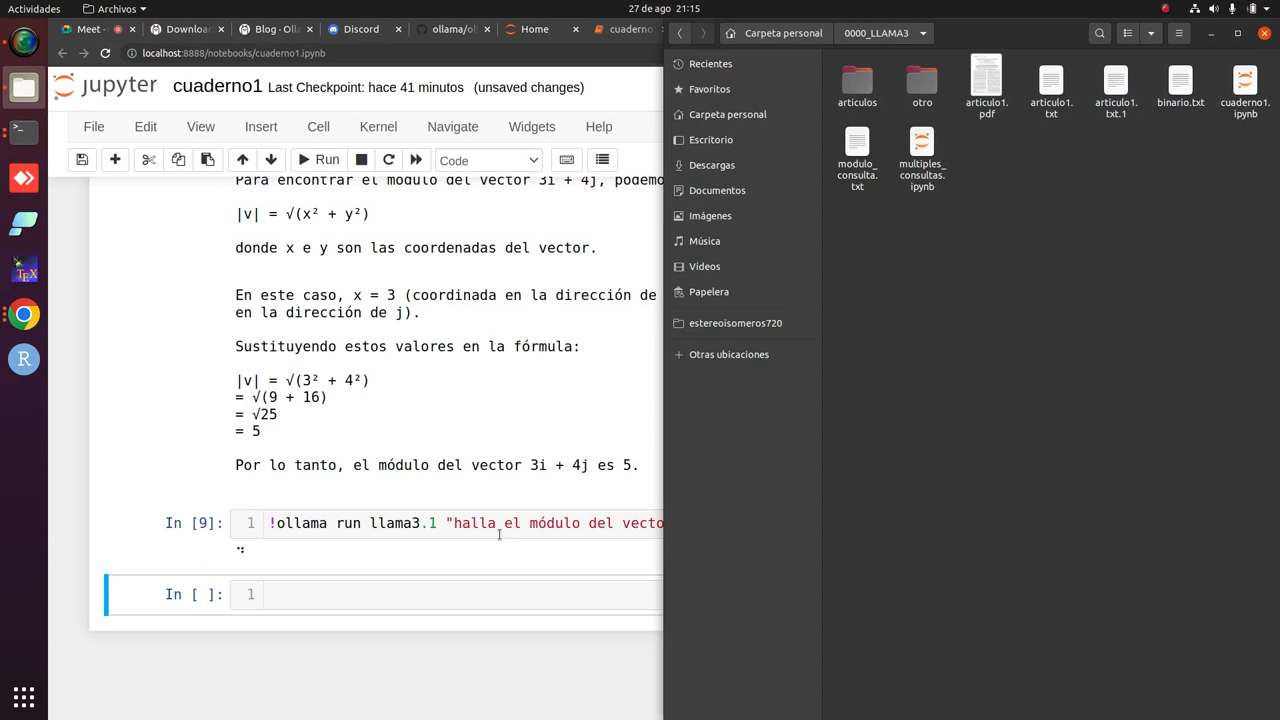 Actividades
Archivos
27 de ago 21:15
Meet -
Download
Blog · Olla
Discord
ollama/oll
Home
cuaderno
localhost:8888/notebooks/cuaderno1.ipynb
jupyter cuaderno1 Last Checkpoint: hace 41 minutos (unsaved changes)
File Edit View Insert Cell Kernel Navigate Widgets Help
Run
Code
Para encontrar el módulo del vector 3i + 4j, podemo
|v| = √(x² + y²)
donde x e y son las coordenadas del vector.
En este caso, x = 3 (coordinada en la dirección de
en la dirección de j).
Sustituyendo estos valores en la fórmula:
|v| = √(3² + 4²)
= √(9 + 16)
= √25
= 5
Por lo tanto, el módulo del vector 3i + 4j es 5.
In [9]: 1 !ollama run llama3.1 "halla el módulo del vecto
In [ ]: 1
Carpeta personal 0000_LLAMA3
Recientes
Favoritos
Carpeta personal
Escritorio
Descargas
Documentos
Imágenes
Música
Vídeos
Papelera
estereoisomeros720
Otras ubicaciones
articulos
otro
articulo1.
pdf
articulo1.
txt
articulo1.
txt.1
binario.txt
cuaderno1.
ipynb
modulo_
consulta.
txt
multiples_
consultas.
ipynb
TEX
R